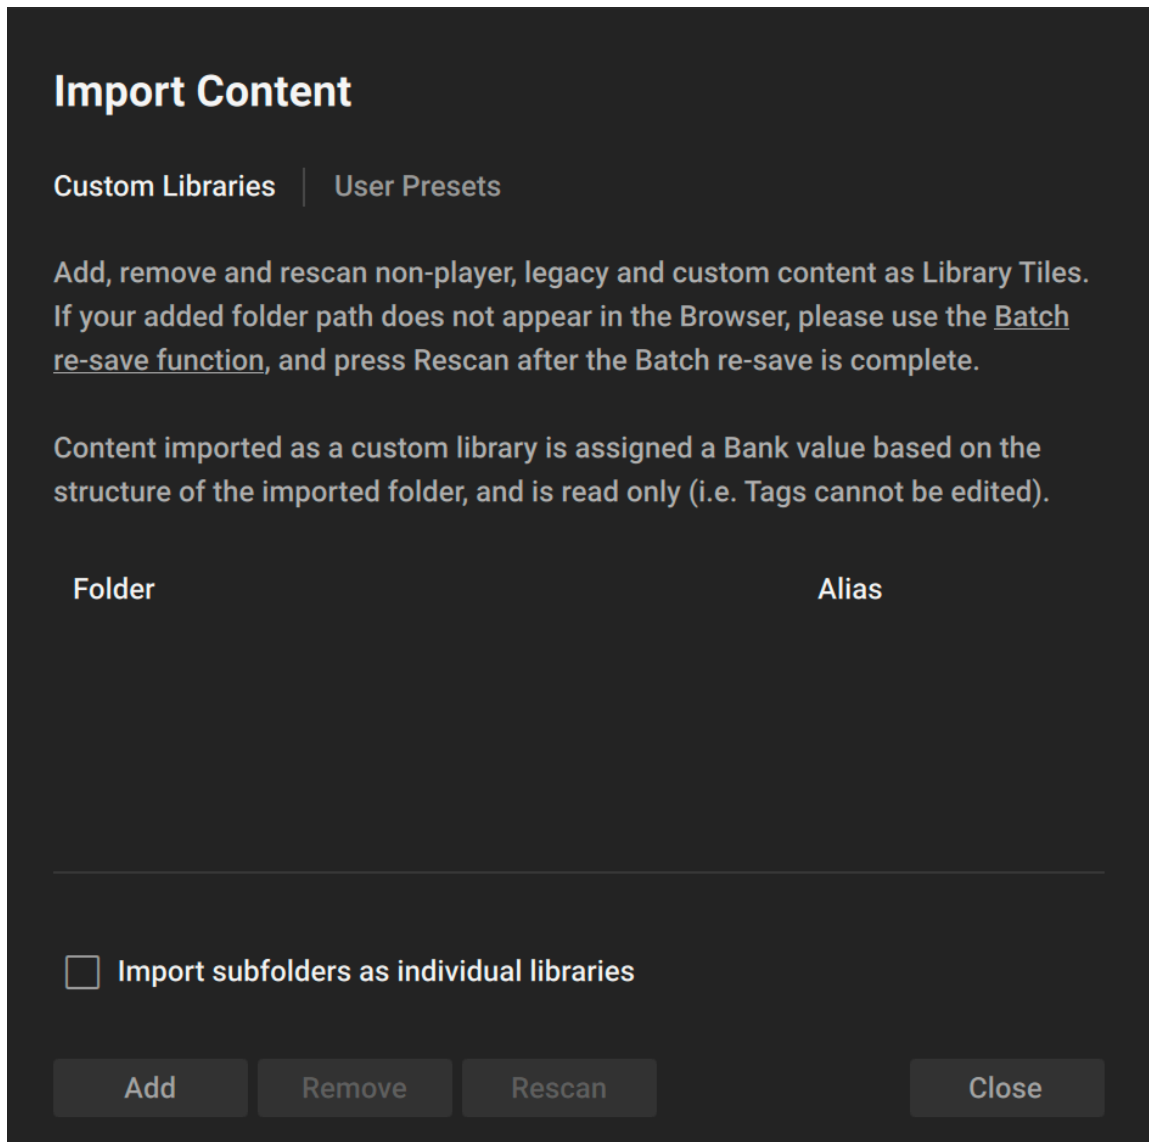 Import Content
Custom Libraries
User Presets
Add, remove and rescan non-player, legacy and custom content as Library Tiles.
If your added folder path does not appear in the Browser, please use the Batch
re-save function, and press Rescan after the Batch re-save is complete.
Content imported as a custom library is assigned a Bank value based on the
structure of the imported folder, and is read only (i.e. Tags cannot be edited).
Folder
Alias
Import subfolders as individual libraries
Add
Remove
Rescan
Close